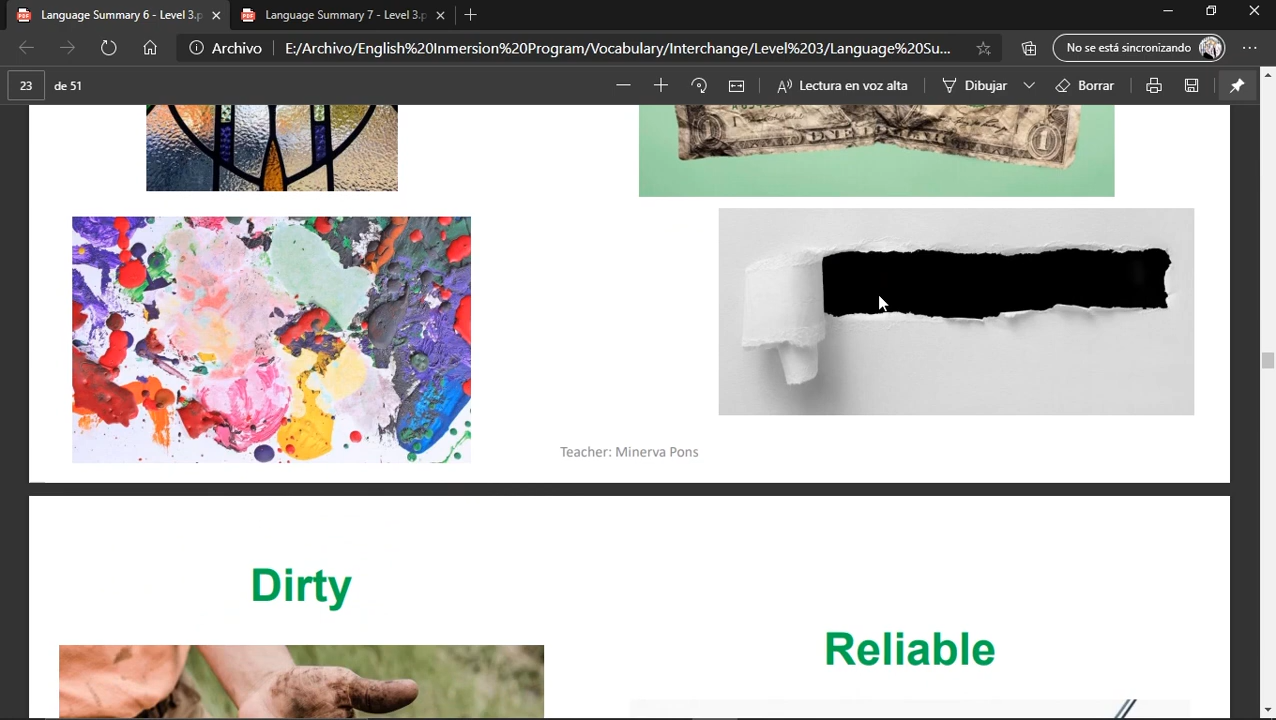 Language Summary 6 - Level 3.p
Language Summary 7 - Level 3.p
Archivo
E:/Archivo/English%20Inmersion%20Program/Vocabulary/Interchange/Level%203/Language%20Su...
No se está sincronizando
23 de 51
Lectura en voz alta
Dibujar
Borrar
1
1
Teacher: Minerva Pons
Dirty
Reliable